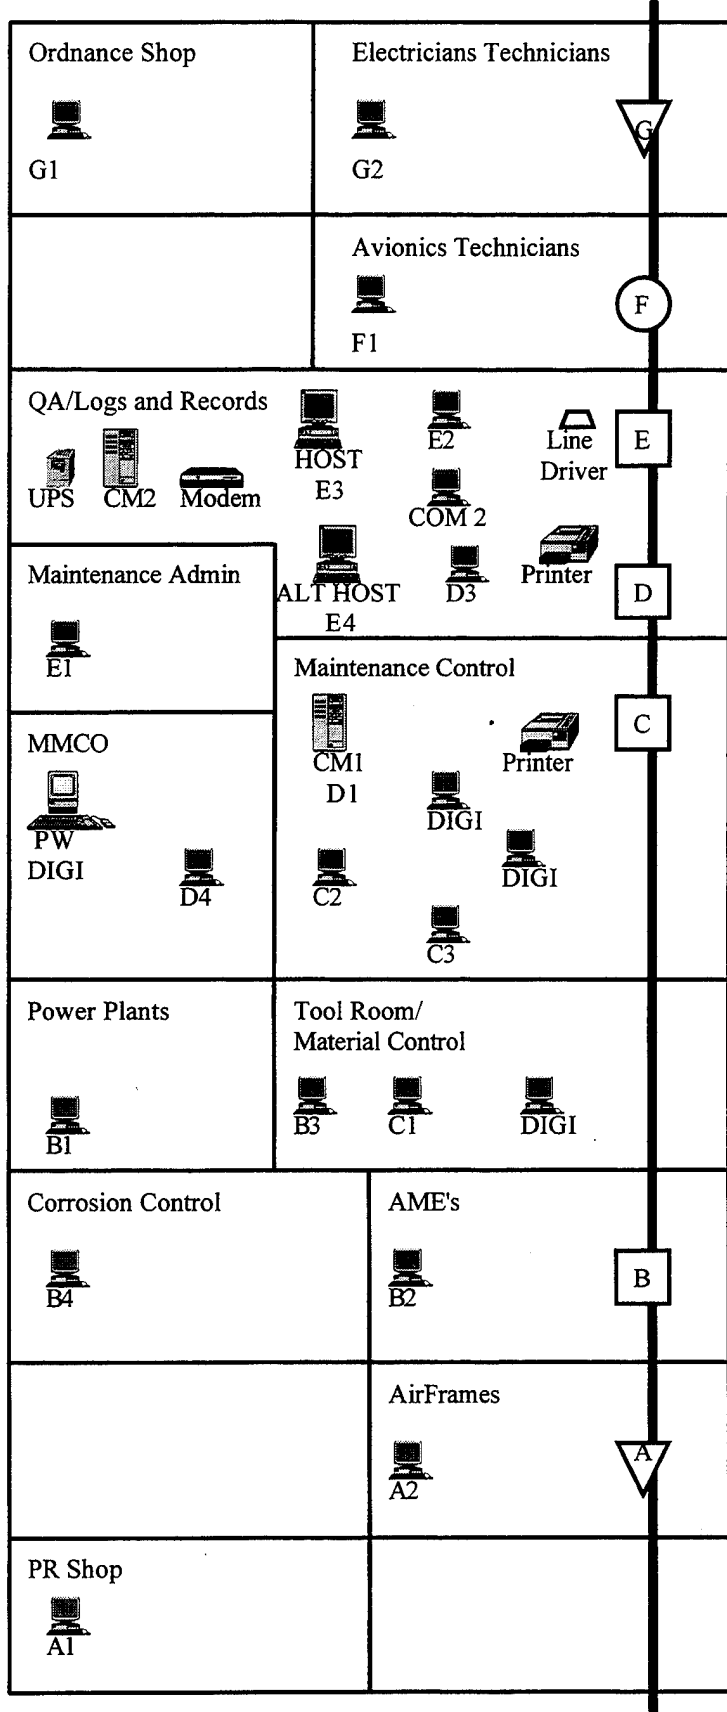 Ordnance Shop
G1
Electricians Technicians
G2
G
Avionics Technicians
F1
F
QA/Logs and Records
UPS
CM2
Modem
HOST
E3
E2
COM 2
Line
Driver
E
ALT HOST
E4
D3
Printer
D
Maintenance Admin
E1
Maintenance Control
CM1
D1
Printer
C
DIGI
DIGI
C2
C3
MMCO
PW
DIGI
D4
Power Plants
B1
Tool Room/
Material Control
B3
C1
DIGI
Corrosion Control
B4
AME's
B2
B
AirFrames
A2
A
PR Shop
A1